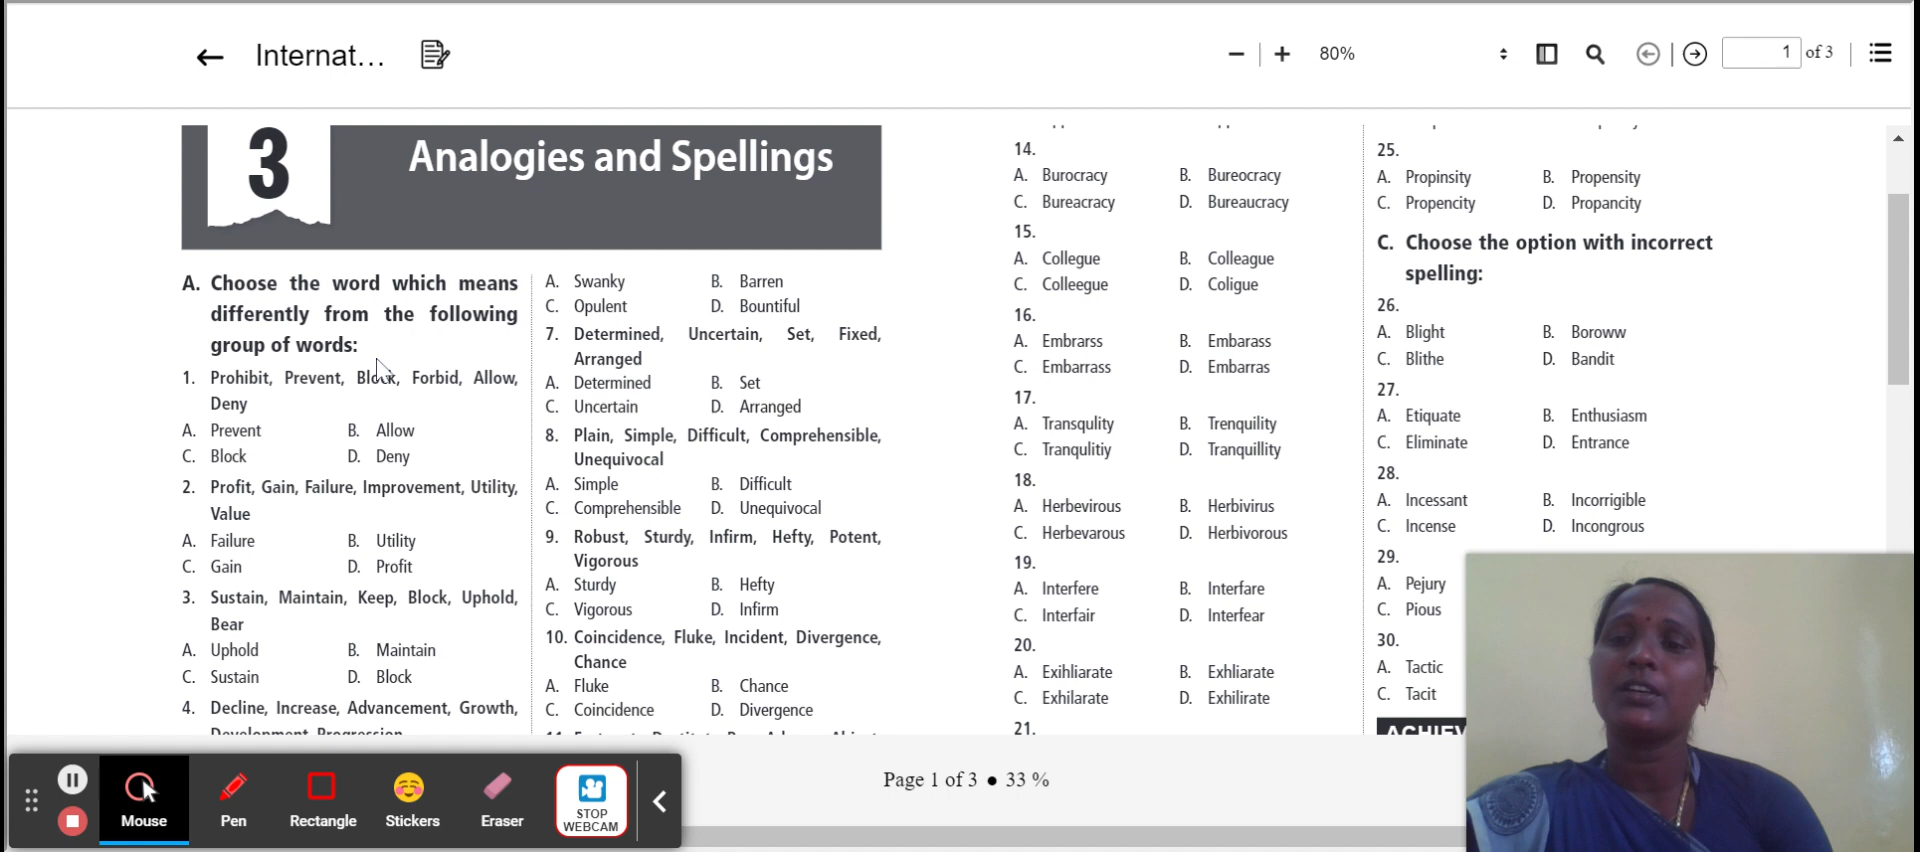 Internat...
80%
1 of 3
3
Analogies and Spellings
A. Choose the word which means
differently from the following
group of words:
1. Prohibit, Prevent, Block, Forbid, Allow,
Deny
A. Prevent B. Allow
C. Block D. Deny
2. Profit, Gain, Failure, Improvement, Utility,
Value
A. Failure B. Utility
C. Gain D. Profit
3. Sustain, Maintain, Keep, Block, Uphold,
Bear
A. Uphold B. Maintain
C. Sustain D. Block
4. Decline, Increase, Advancement, Growth,
Development, Progression
A. Swanky B. Barren
C. Opulent D. Bountiful
7. Determined, Uncertain, Set, Fixed,
Arranged
A. Determined B. Set
C. Uncertain D. Arranged
8. Plain, Simple, Difficult, Comprehensible,
Unequivocal
A. Simple B. Difficult
C. Comprehensible D. Unequivocal
9. Robust, Sturdy, Infirm, Hefty, Potent,
Vigorous
A. Sturdy B. Hefty
C. Vigorous D. Infirm
10. Coincidence, Fluke, Incident, Divergence,
Chance
A. Fluke B. Chance
C. Coincidence D. Divergence
14.
A. Burocracy B. Bureocracy
C. Bureacracy D. Bureaucracy
15.
A. Collegue B. Colleague
C. Colleegue D. Coligue
16.
A. Embrarss B. Embarass
C. Embarrass D. Embarras
17.
A. Transqulity B. Trenquility
C. Tranqulitiy D. Tranquillity
18.
A. Herbevirous B. Herbivirus
C. Herbevarous D. Herbivorous
19.
A. Interfere B. Interfare
C. Interfair D. Interfear
20.
A. Exihliarate B. Exhliarate
C. Exhilarate D. Exhilirate
21.
25.
A. Propinsity B. Propensity
C. Propencity D. Propancity
C. Choose the option with incorrect
spelling:
26.
A. Blight B. Boroww
C. Blithe D. Bandit
27.
A. Etiquate B. Enthusiasm
C. Eliminate D. Entrance
28.
A. Incessant B. Incorrigible
C. Incense D. Incongrous
29.
A. Pejury
C. Pious
30.
A. Tactic
C. Tacit
Page 1 of 3 ● 33 %
Mouse
Pen
Rectangle
Stickers
Eraser
STOP
WEBCAM